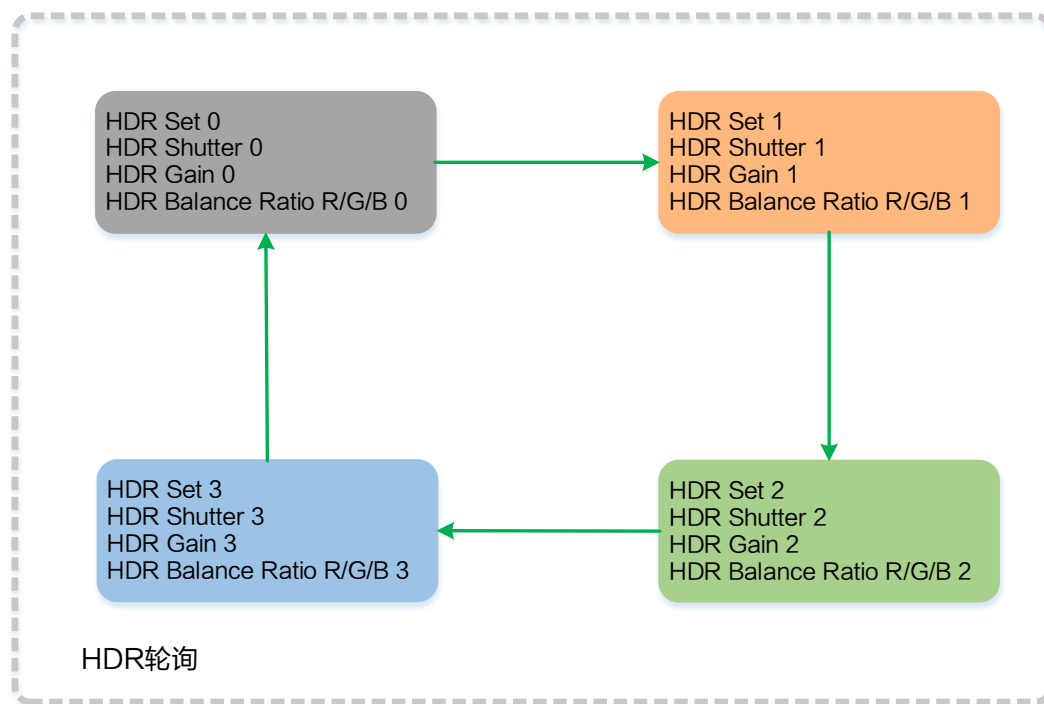 HDR Set 0
HDR Shutter 0
HDR Gain 0
HDR Balance Ratio R/G/B 0
HDR Set 1
HDR Shutter 1
HDR Gain 1
HDR Balance Ratio R/G/B 1
HDR Set 3
HDR Shutter 3
HDR Gain 3
HDR Balance Ratio R/G/B 3
HDR Set 2
HDR Shutter 2
HDR Gain 2
HDR Balance Ratio R/G/B 2
HDR轮询